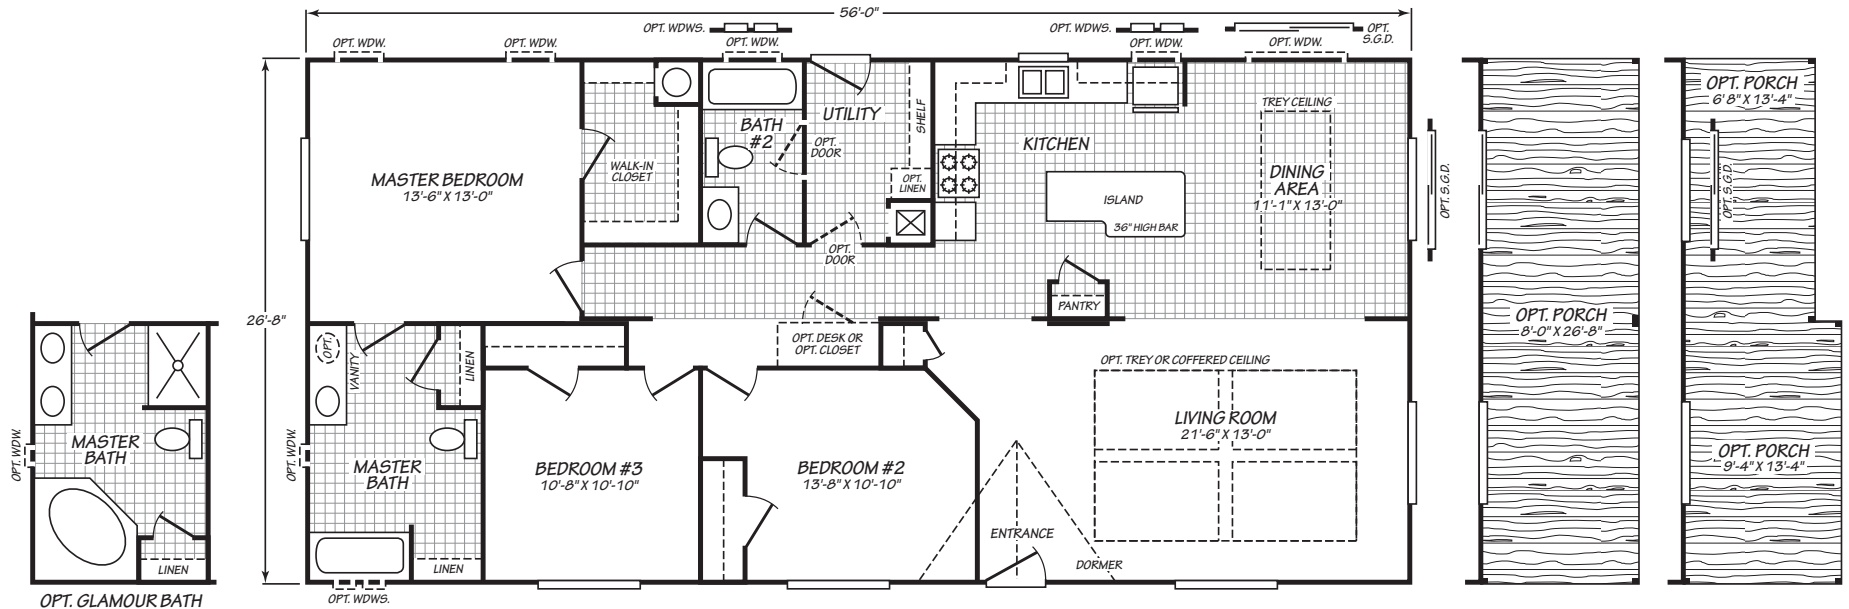 56'-0"
OPT. WDWS.
OPT. WDWS.
OPT.
S.G.D.
OPT. WDW.
OPT. WDW.
OPT. WDW.
OPT. WDW.
OPT. WDW.
MASTER BEDROOM
13'-6" X 13'-0"
WALK-IN
CLOSET
BATH
#2
UTILITY
OPT.
DOOR
SHELF
OPT.
LINEN
OPT.
DOOR
KITCHEN
ISLAND
36" HIGH BAR
TREY CEILING
DINING
AREA
11'-1" X 13'-0"
OPT. S.G.D.
PANTRY
26'-8"
OPT. PORCH
8'-0" X 26'-8"
OPT. PORCH
6'8" X 13'-4"
OPT. S.G.D.
OPT. PORCH
9'-4" X 13'-4"
OPT.
VANITY
LINEN
OPT. DESK OR
OPT. CLOSET
OPT. TREY OR COFFERED CEILING
LIVING ROOM
21'-6" X 13'-0"
MASTER
BATH
OPT. WDW.
LINEN
OPT. GLAMOUR BATH
OPT. WDW.
MASTER
BATH
LINEN
OPT. WDWS.
BEDROOM #3
10'-8" X 10'-10"
BEDROOM #2
13'-8" X 10'-10"
ENTRANCE
DORMER